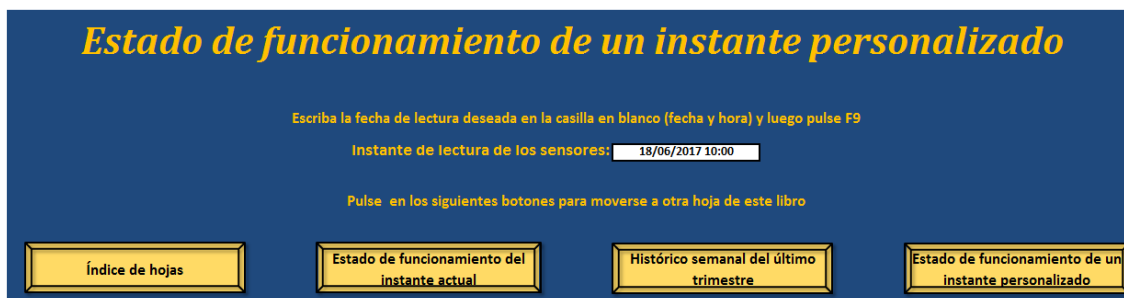 Estado de funcionamiento de un instante personalizado
Escriba la fecha de lectura deseada en la casilla en blanco (fecha y hora) y luego pulse F9
Instante de lectura de los sensores: 18/06/2017 10:00
Pulse en los siguientes botones para moverse a otra hoja de este libro
Índice de hojas
Estado de funcionamiento del
instante actual
Histórico semanal del último
trimestre
Estado de funcionamiento de un
instante personalizado